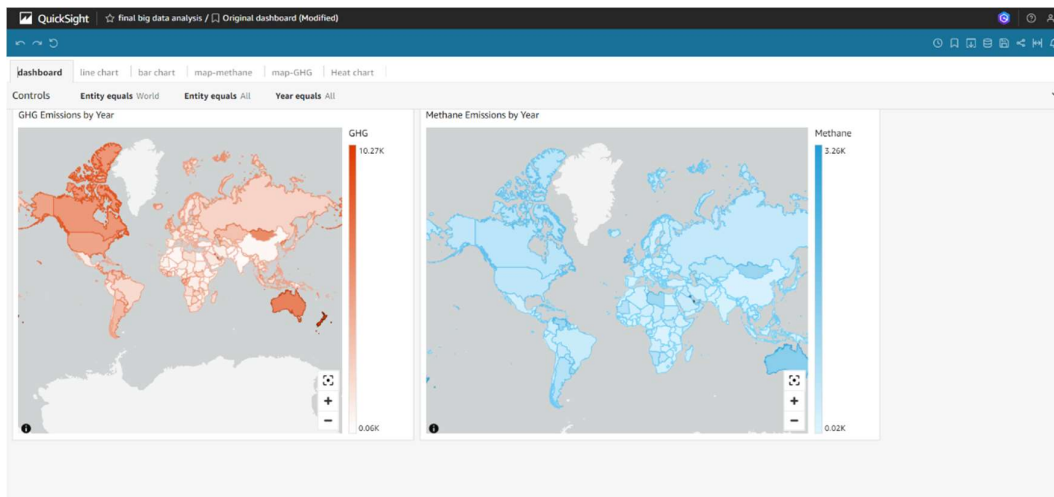 QuickSight final big data analysis / Original dashboard (Modified)
dashboard line chart bar chart map-methane map-GHG Heat chart
Controls Entity equals World Entity equals All Year equals All
GHG Emissions by Year
GHG
10.27K
0.06K
Methane Emissions by Year
Methane
3.26K
0.02K